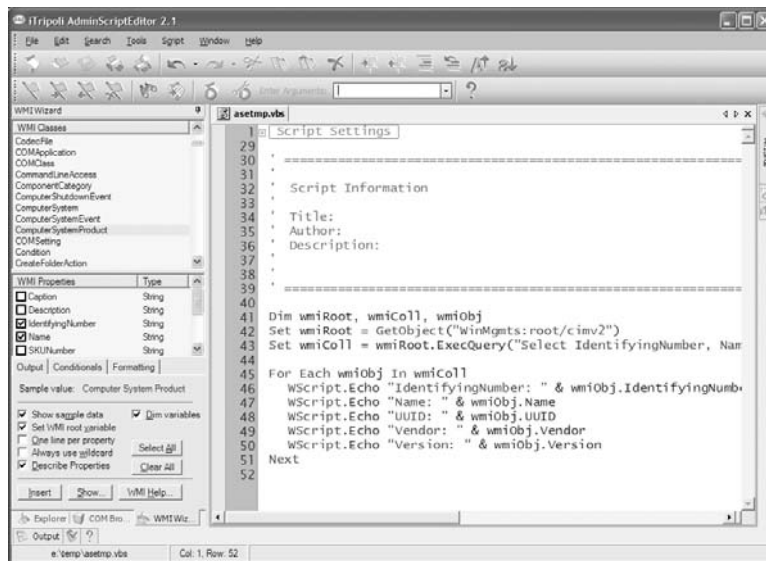 iTripoli AdminScriptEditor 2.1
File Edit Search Tools Script Window Help
Enter Arguments:
WMI Wizard
WMI Classes
CodecFile
COMApplication
COMClass
CommandLineAccess
ComponentCategory
ComputerShutdownEvent
ComputerSystem
ComputerSystemEvent
ComputerSystemProduct
COMSetting
Condition
CreateFolderAction
WMI Properties Type
Caption String
Description String
IdentifyingNumber String
Name String
SKUNumber String
Output Conditionals Formatting
Sample value: Computer System Product
Show sample data Dim variables
Set WMI root variable
One line per property
Always use wildcard
Describe Properties
Select All
Clear All
Insert Show... WMI Help...
Explorer COM Bro... WMI Wiz...
asetmp.vbs
1 Script Settings
29
30 ' ==================================================
31 '
32 ' Script Information
33 '
34 ' Title:
35 ' Author:
36 ' Description:
37 '
38 '
39 ' ==================================================
40
41 Dim wmiRoot, wmiColl, wmiObj
42 Set wmiRoot = GetObject("WinMgmts:root/cimv2")
43 Set wmiColl = wmiRoot.ExecQuery("Select IdentifyingNumber, Nam
44
45 For Each wmiObj In wmiColl
46 WScript.Echo "IdentifyingNumber: " & wmiObj.IdentifyingNumb
47 WScript.Echo "Name: " & wmiObj.Name
48 WScript.Echo "UUID: " & wmiObj.UUID
49 WScript.Echo "Vendor: " & wmiObj.Vendor
50 WScript.Echo "Version: " & wmiObj.Version
51 Next
52
Output
e:\temp\asetmp.vbs Col: 1, Row: 52